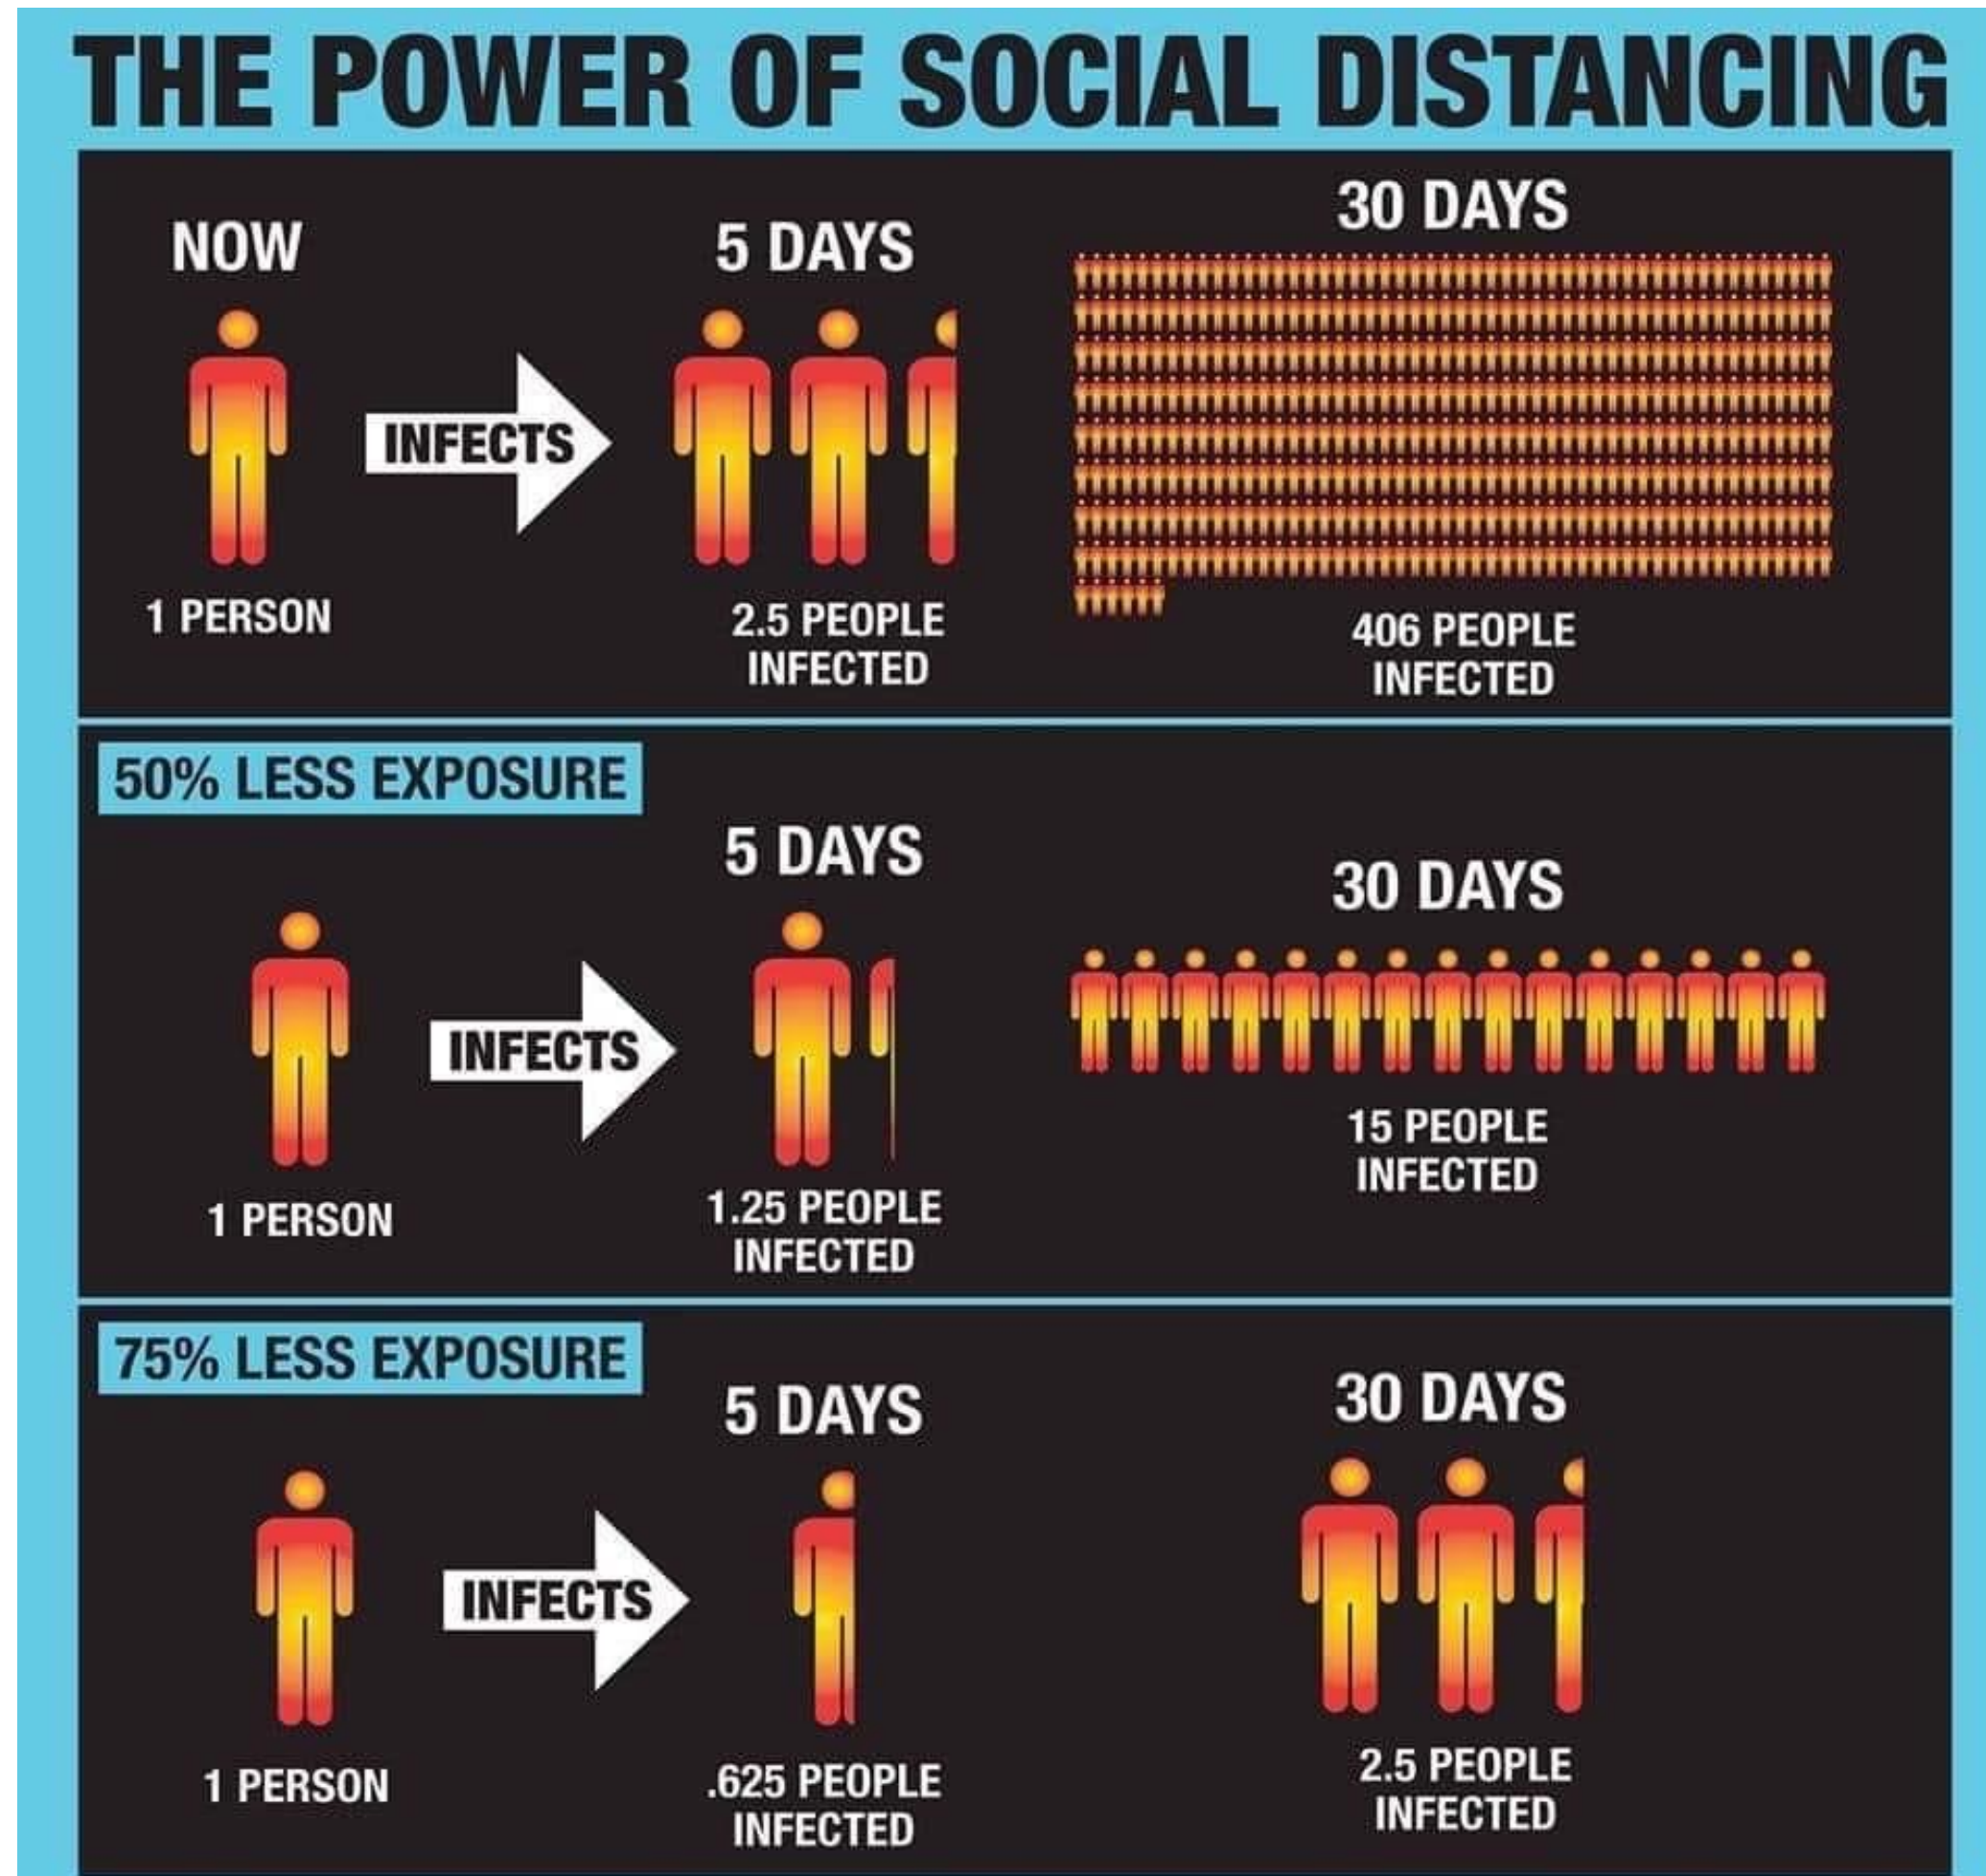 THE POWER OF SOCIAL DISTANCING
NOW
5 DAYS
30 DAYS
INFECTS
1 PERSON
2.5 PEOPLE
INFECTED
406 PEOPLE
INFECTED
50% LESS EXPOSURE
5 DAYS
30 DAYS
INFECTS
1 PERSON
1.25 PEOPLE
INFECTED
15 PEOPLE
INFECTED
75% LESS EXPOSURE
5 DAYS
30 DAYS
INFECTS
1 PERSON
.625 PEOPLE
INFECTED
2.5 PEOPLE
INFECTED